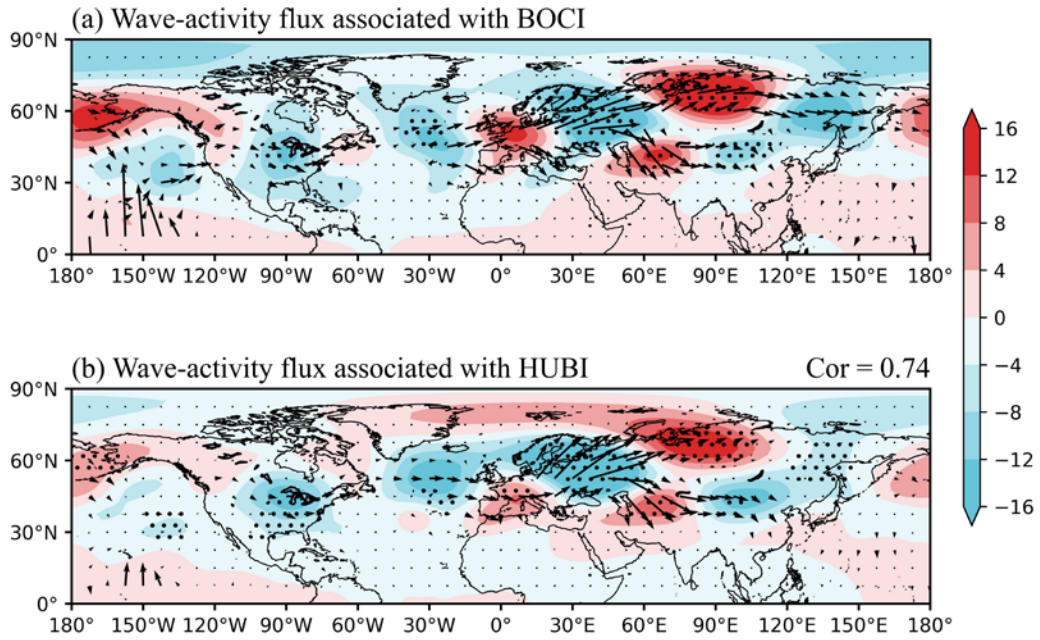 (a) Wave-activity flux associated with BOCI
90°N
60°N
30°N
0°
180° 150°W 120°W 90°W 60°W 30°W 0° 30°E 60°E 90°E 120°E 150°E 180°
16
12
8
4
0
−4
−8
−12
−16
(b) Wave-activity flux associated with HUBI Cor = 0.74
90°N
60°N
30°N
0°
180° 150°W 120°W 90°W 60°W 30°W 0° 30°E 60°E 90°E 120°E 150°E 180°